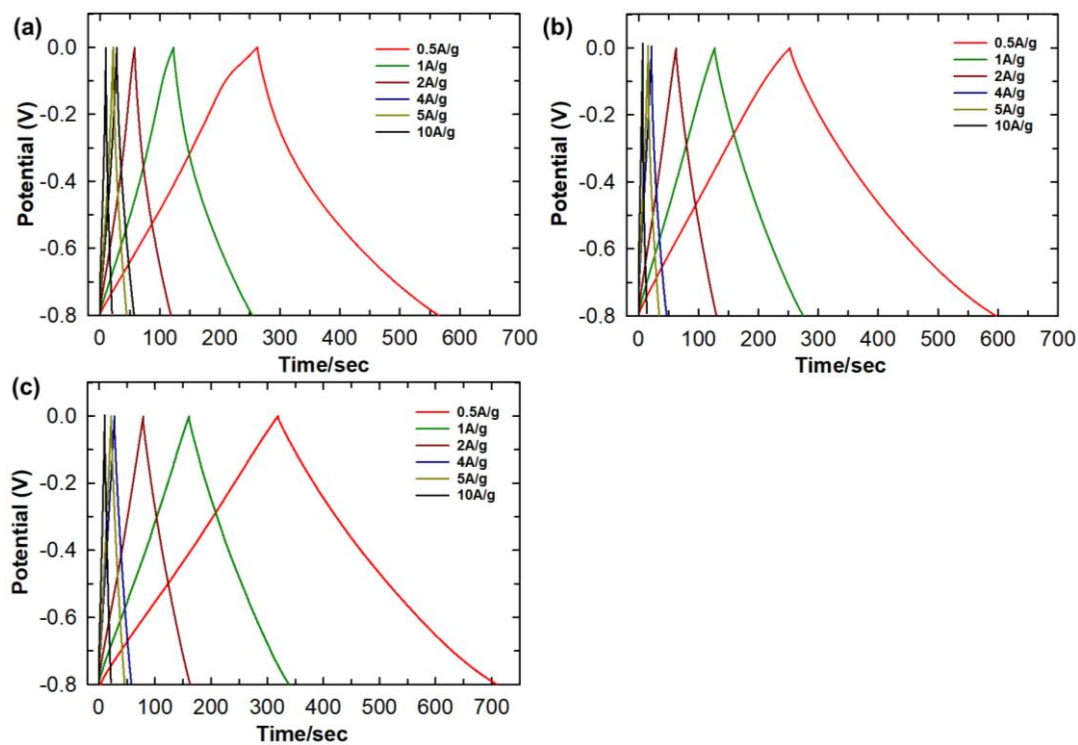 (a)
0.0
-0.2
-0.4
-0.6
-0.8
Potential (V)
0.5A/g
1A/g
2A/g
4A/g
5A/g
10A/g
0 100 200 300 400 500 600 700
Time/sec
(b)
0.0
-0.2
-0.4
-0.6
-0.8
Potential (V)
0.5A/g
1A/g
2A/g
4A/g
5A/g
10A/g
0 100 200 300 400 500 600 700
Time/sec
(c)
0.0
-0.2
-0.4
-0.6
-0.8
Potential (V)
0.5A/g
1A/g
2A/g
4A/g
5A/g
10A/g
0 100 200 300 400 500 600 700
Time/sec